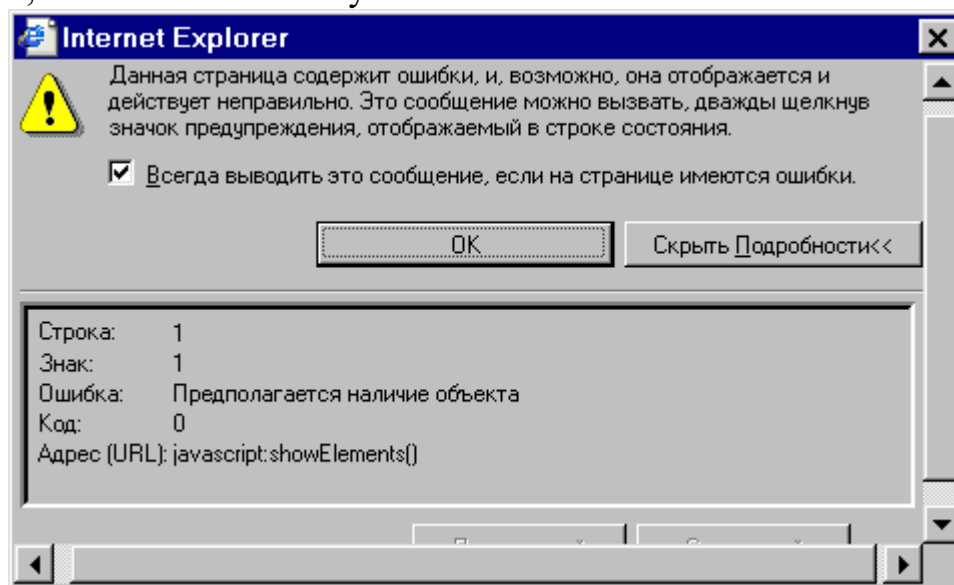 Internet Explorer
Данная страница содержит ошибки, и, возможно, она отображается и
действует неправильно. Это сообщение можно вызвать, дважды щелкнув
значок предупреждения, отображаемый в строке состояния.
Всегда выводить это сообщение, если на странице имеются ошибки.
OK Скрыть Подробности<<
Строка: 1
Знак: 1
Ошибка: Предполагается наличие объекта
Код: 0
Адрес (URL): javascript:showElements()